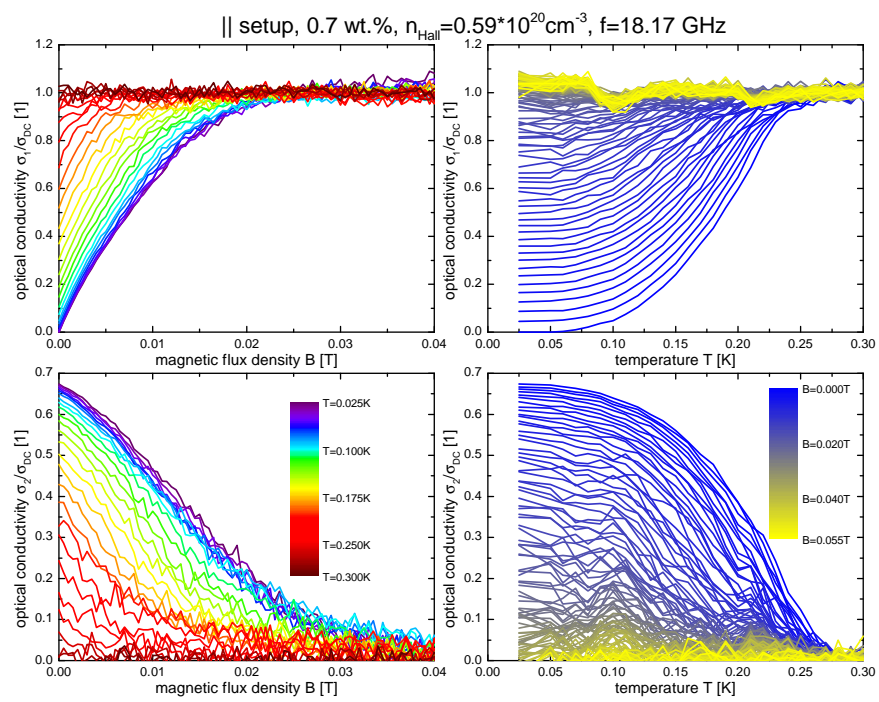 || setup, 0.7 wt.%, n_Hall=0.59*10^20cm^-3, f=18.17 GHz
optical conductivity σ₁/σ_DC [1]
1.2
1.0
0.8
0.6
0.4
0.2
0.0
0.00 0.01 0.02 0.03 0.04
magnetic flux density B [T]
optical conductivity σ₁/σ_DC [1]
1.2
1.0
0.8
0.6
0.4
0.2
0.0
0.00 0.05 0.10 0.15 0.20 0.25 0.30
temperature T [K]
optical conductivity σ₂/σ_DC [1]
0.7
0.6
0.5
0.4
0.3
0.2
0.1
0.0
T=0.025K
T=0.100K
T=0.175K
T=0.250K
T=0.300K
0.00 0.01 0.02 0.03 0.04
magnetic flux density B [T]
optical conductivity σ₂/σ_DC [1]
0.7
0.6
0.5
0.4
0.3
0.2
0.1
0.0
B=0.000T
B=0.020T
B=0.040T
B=0.055T
0.00 0.05 0.10 0.15 0.20 0.25 0.30
temperature T [K]